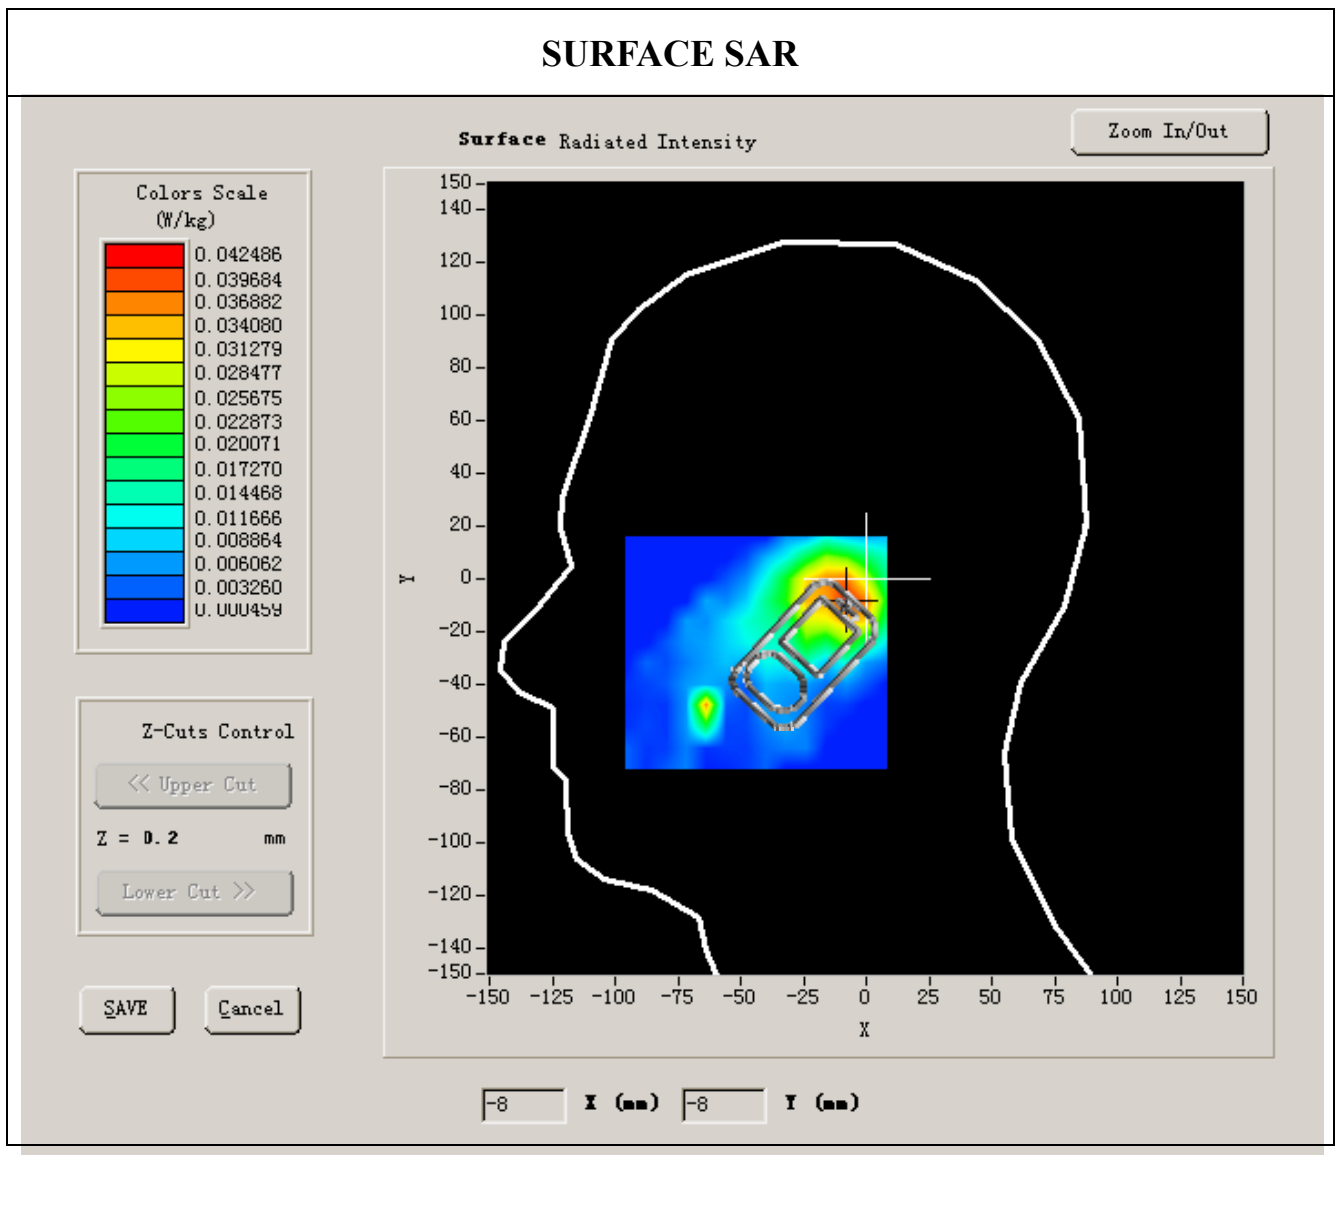 SURFACE SAR
Surface Radiated Intensity
Zoom In/Out
Colors Scale
(W/kg)
0.042486
0.039684
0.036882
0.034080
0.031279
0.028477
0.025675
0.022873
0.020071
0.017270
0.014468
0.011666
0.008864
0.006062
0.003260
0.000459
Z-Cuts Control
<< Upper Cut
Z = 0.2 mm
Lower Cut >>
SAVE
Cancel
150
140
120
100
80
60
40
20
0
-20
-40
-60
-80
-100
-120
-140
-150
Y
-150 -125 -100 -75 -50 -25 0 25 50 75 100 125 150
X
-8 X (mm) -8 Y (mm)